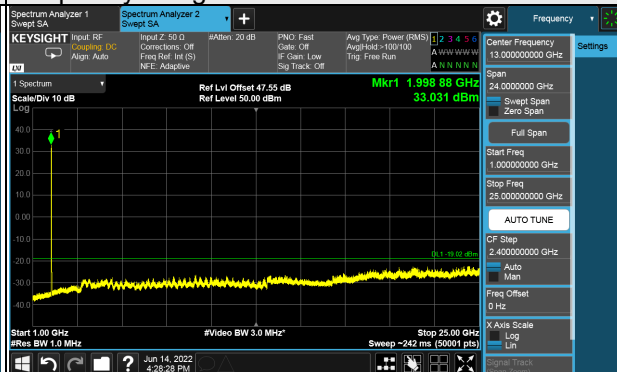 Spectrum Analyzer 1
Swept SA
Spectrum Analyzer 2
Swept SA
Frequency
KEYSIGHT
Input: RF
Coupling: DC
Align: Auto
Input Z: 50 Ω
Corrections: Off
Freq Ref: Int (S)
NFE: Adaptive
#Atten: 20 dB
PNO: Fast
Gate: Off
IF Gain: Low
Sig Track: Off
Avg Type: Power (RMS)
Avg|Hold:>100/100
Trig: Free Run
1 2 3 4 5 6
A W W W W W
A N N N N N
LXI
1 Spectrum
Scale/Div 10 dB
Log
Ref Lvl Offset 47.55 dB
Ref Level 50.00 dBm
Mkr1 1.998 88 GHz
33.031 dBm
40.0
30.0
20.0
10.0
0.00
-10.0
-20.0
-30.0
-40.0
1
DL1 -19.02 dBm
Start 1.00 GHz
#Res BW 1.0 MHz
#Video BW 3.0 MHz*
Stop 25.00 GHz
Sweep ~242 ms (50001 pts)
Jun 14, 2022
4:28:28 PM
Center Frequency
13.000000000 GHz
Span
24.0000000 GHz
Swept Span
Zero Span
Full Span
Start Freq
1.000000000 GHz
Stop Freq
25.000000000 GHz
AUTO TUNE
CF Step
2.400000000 GHz
Auto
Man
Freq Offset
0 Hz
X Axis Scale
Log
Lin
Signal Track
Settings